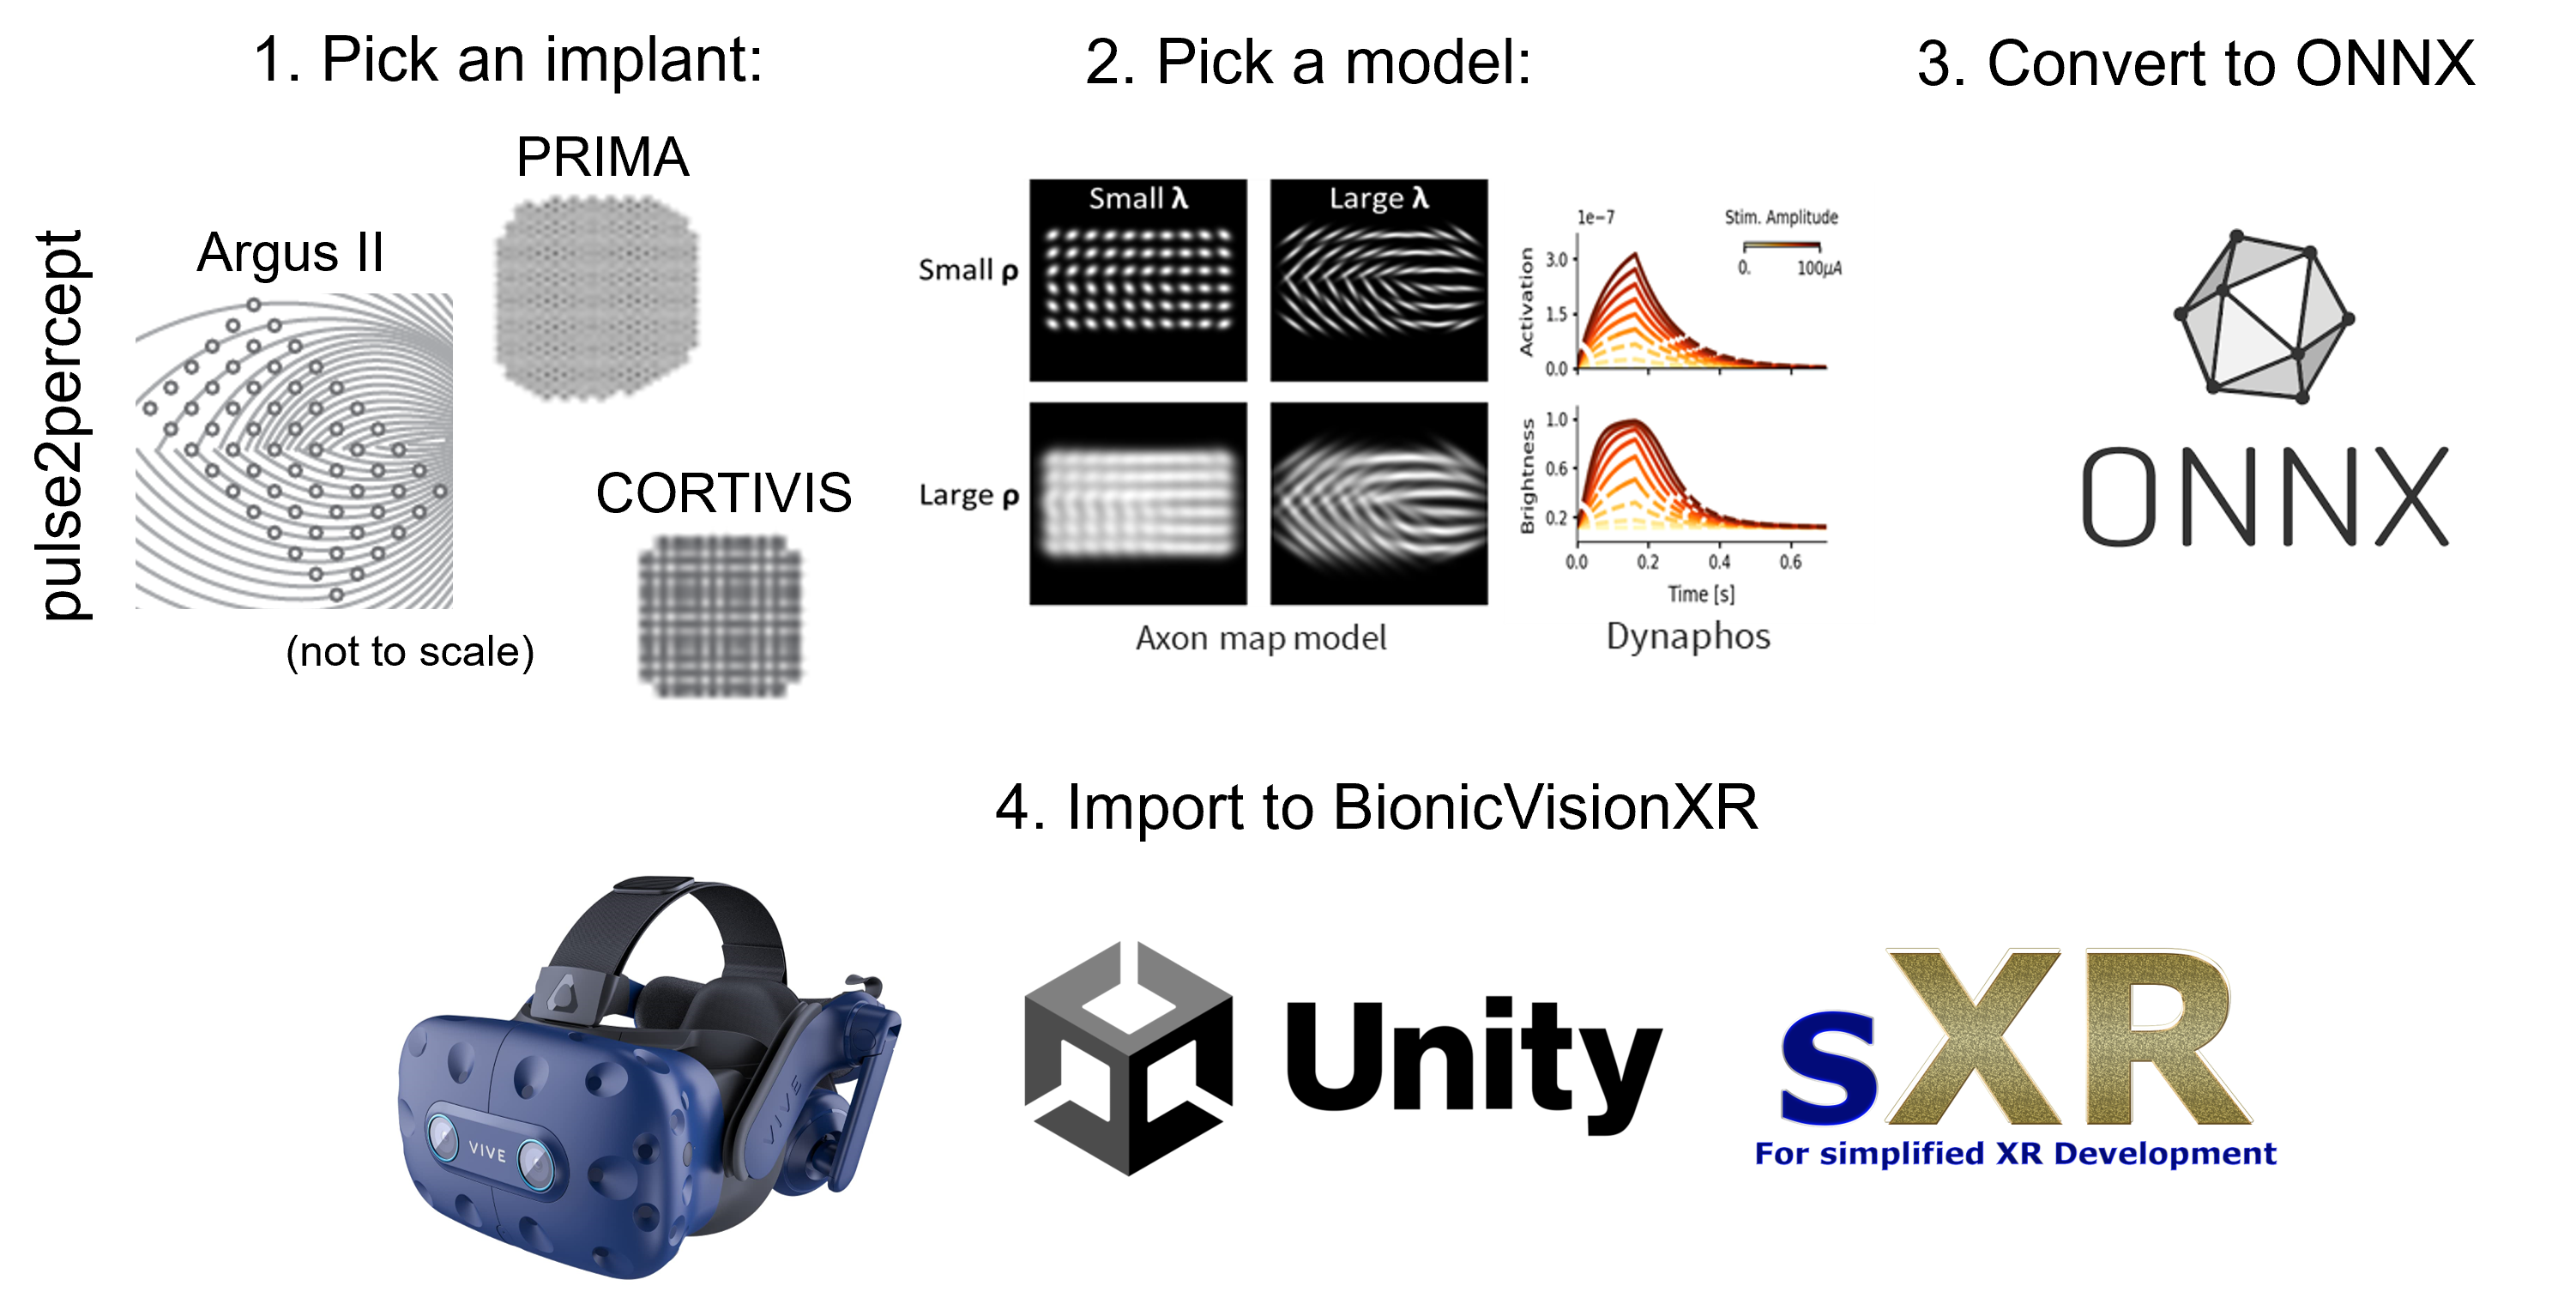 1. Pick an implant:
2. Pick a model:
3. Convert to ONNX
pulse2percept
Argus II
PRIMA
CORTIVIS
(not to scale)
Small λ
Large λ
Small ρ
Large ρ
Axon map model
1e−7
Stim. Amplitude
0.
100μA
Activation
3.0
1.5
0.0
Brightness
1.0
0.6
0.2
0.0 0.2 0.4 0.6
Time [s]
Dynaphos
ONNX
4. Import to BionicVisionXR
VIVE
VIVE
Unity
sXR
For simplified XR Development